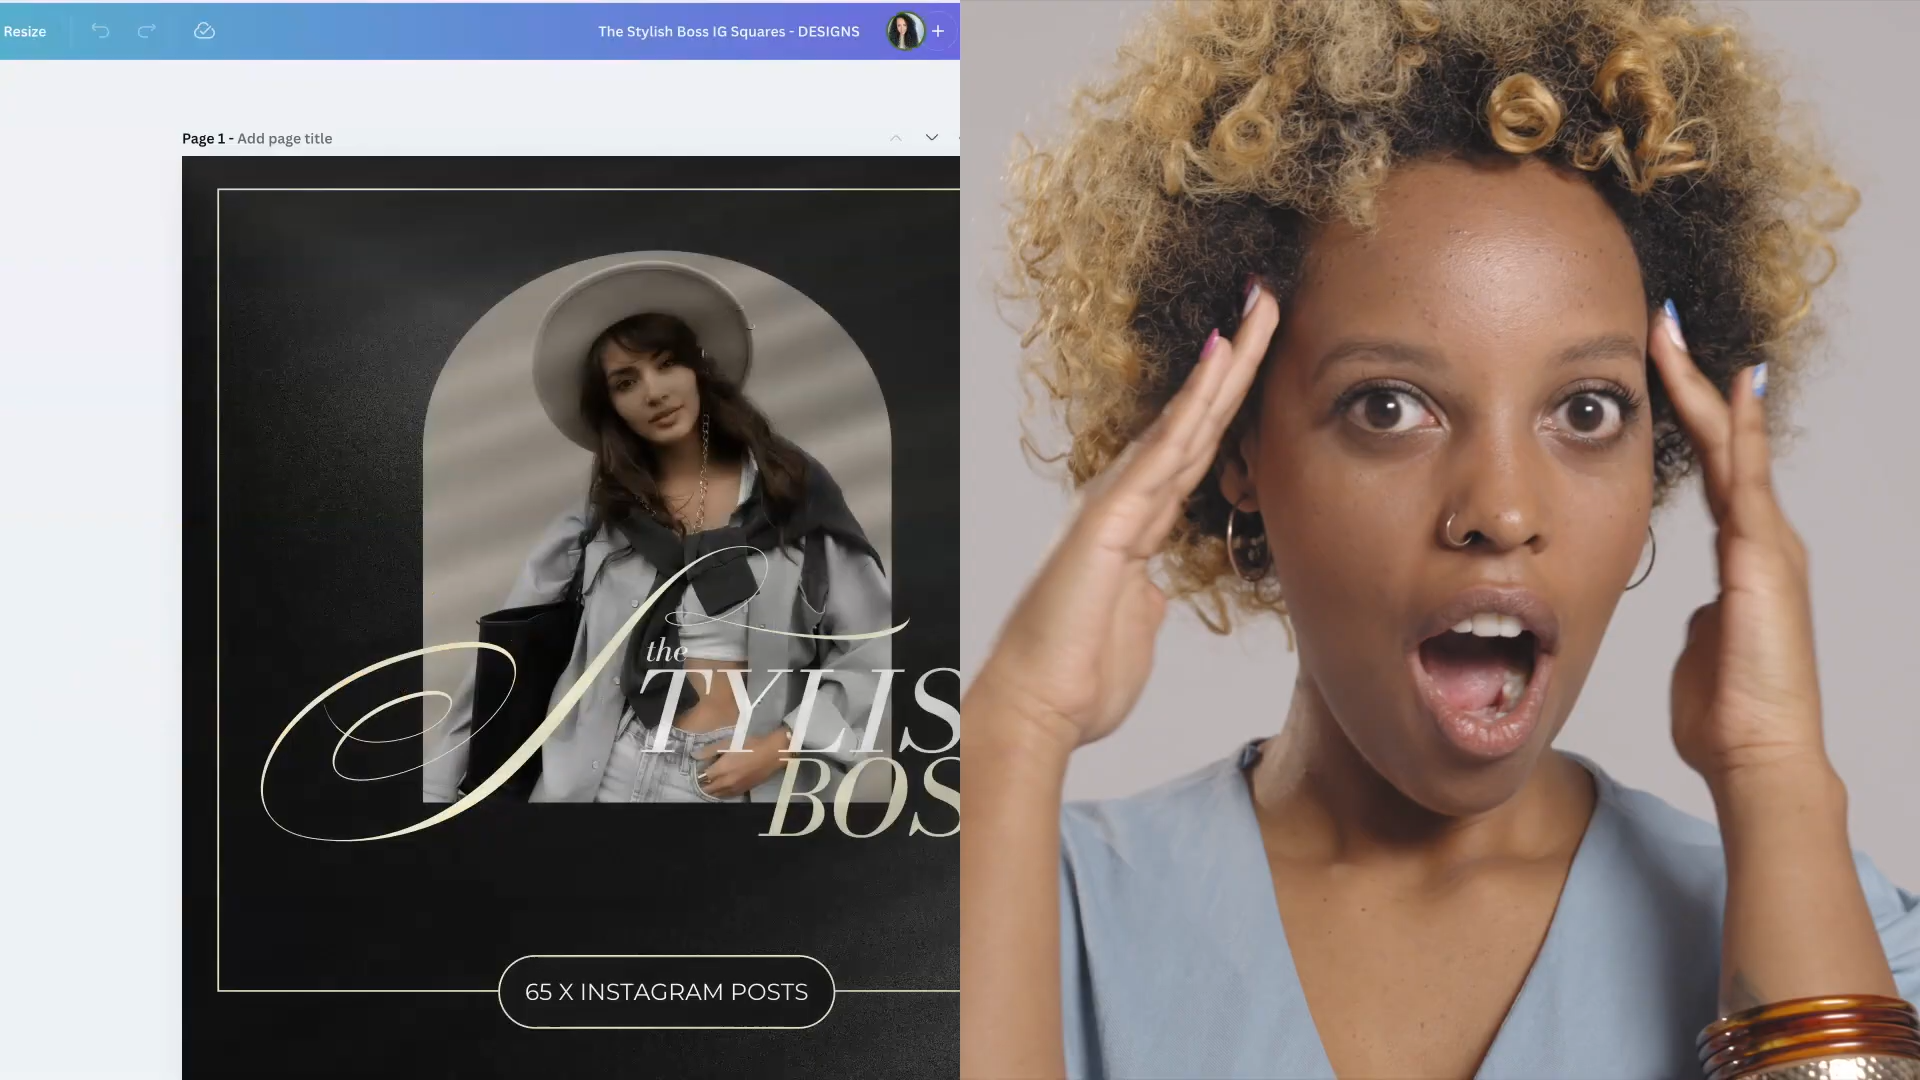 Resize
The Stylish Boss IG Squares - DESIGNS
Page 1 - Add page title
the
STYLIS
BOS
65 X INSTAGRAM POSTS